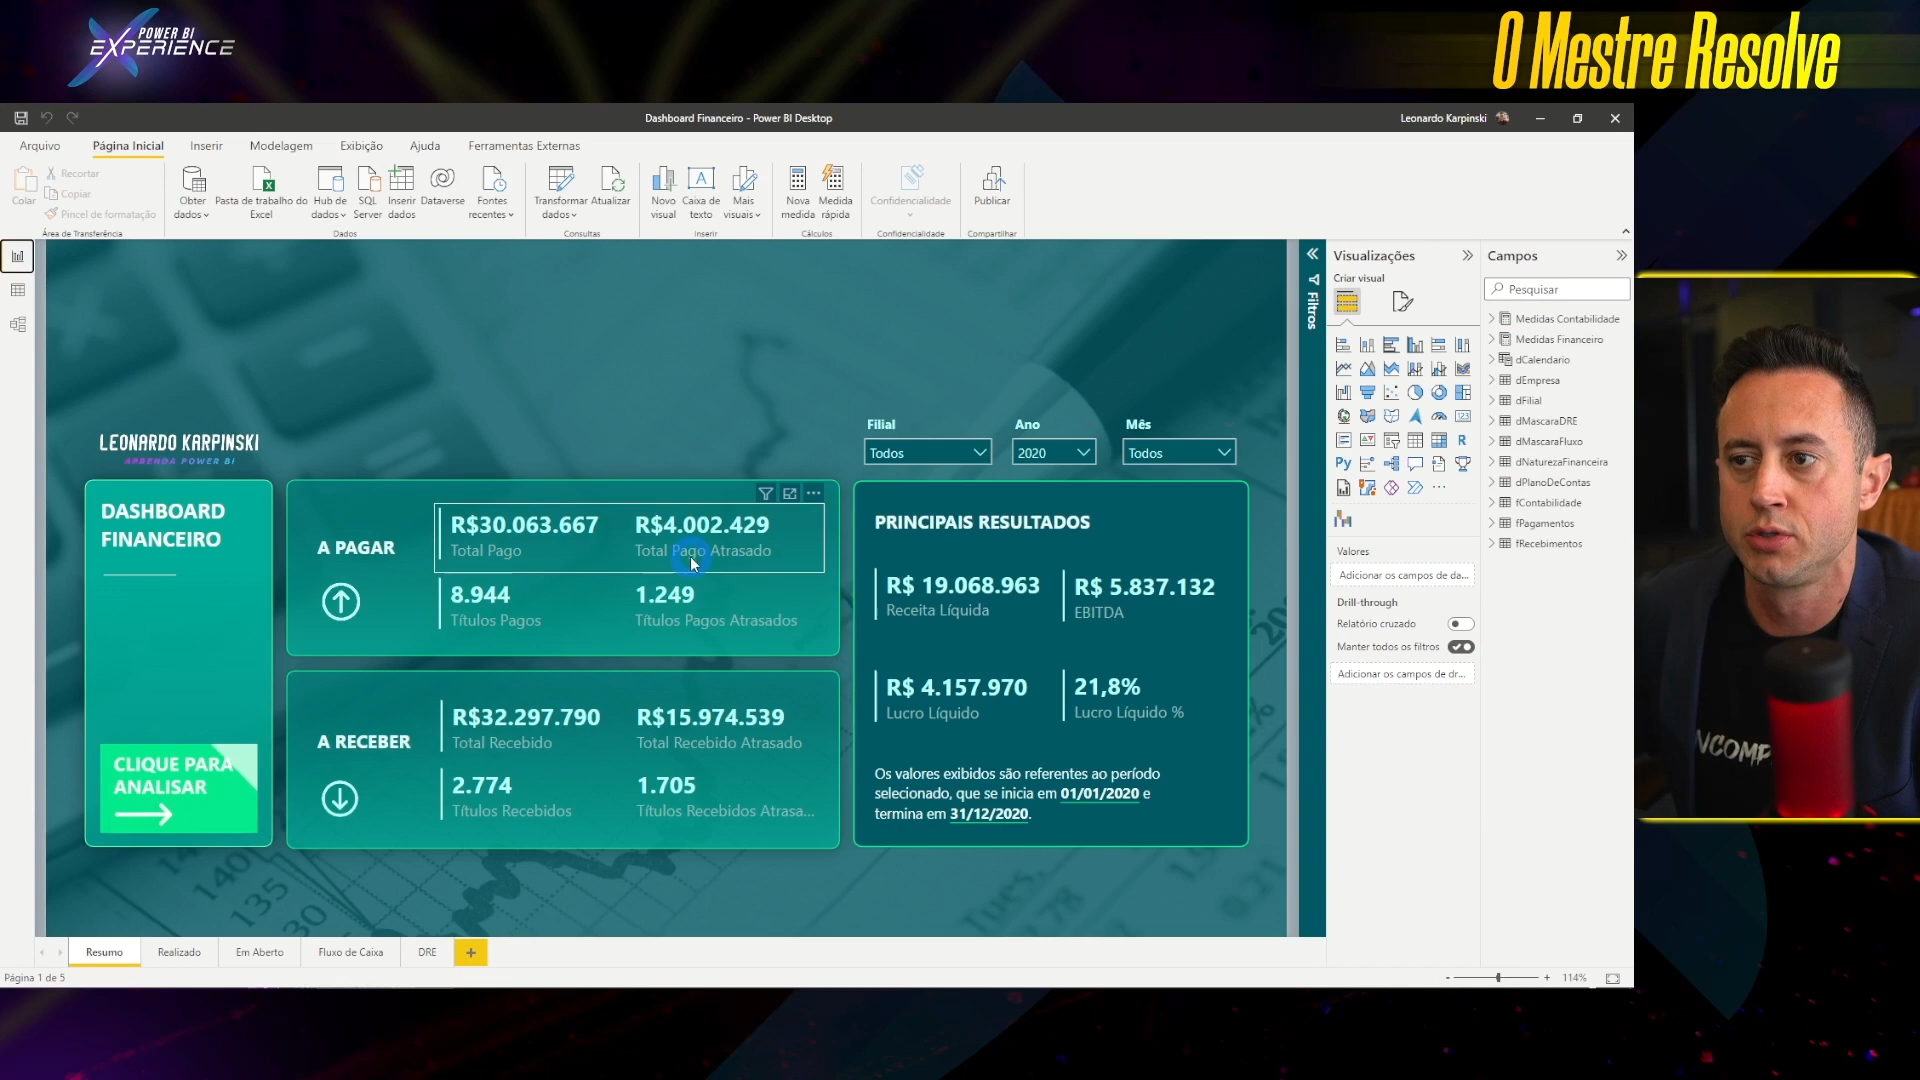 POWER BI
EXPERIENCE
O Mestre Resolve
Dashboard Financeiro - Power BI Desktop
Leonardo Karpinski
Arquivo
Página Inicial
Inserir
Modelagem
Exibição
Ajuda
Ferramentas Externas
Colar
Recortar
Copiar
Pincel de formatação
Área de Transferência
Obter
dados
Pasta de trabalho do
Excel
Hub de
dados
SQL
Server
Inserir
dados
Dataverse
Fontes
recentes
Dados
Transformar
dados
Atualizar
Consultas
Novo
visual
Caixa de
texto
Mais
visuais
Inserir
Nova
medida
Medida
rápida
Cálculos
Confidencialidade
Confidencialidade
Publicar
Compartilhar
LEONARDO KARPINSKI
APRENDA POWER BI
Filial
Todos
Ano
2020
Mês
Todos
DASHBOARD
FINANCEIRO
CLIQUE PARA
ANALISAR
A PAGAR
R$30.063.667
Total Pago
R$4.002.429
Total Pago Atrasado
8.944
Títulos Pagos
1.249
Títulos Pagos Atrasados
A RECEBER
R$32.297.790
Total Recebido
R$15.974.539
Total Recebido Atrasado
2.774
Títulos Recebidos
1.705
Títulos Recebidos Atrasa...
PRINCIPAIS RESULTADOS
R$ 19.068.963
Receita Líquida
R$ 5.837.132
EBITDA
R$ 4.157.970
Lucro Líquido
21,8%
Lucro Líquido %
Os valores exibidos são referentes ao período
selecionado, que se inicia em 01/01/2020 e
termina em 31/12/2020.
140
135
130
Filtros
Visualizações
Criar visual
123
R
Py
Valores
Adicionar os campos de da...
Drill-through
Relatório cruzado
Manter todos os filtros
Adicionar os campos de dr...
Campos
Pesquisar
Medidas Contabilidade
Medidas Financeiro
dCalendario
dEmpresa
dFilial
dMascaraDRE
dMascaraFluxo
dNaturezaFinanceira
dPlanoDeContas
fContabilidade
fPagamentos
fRecebimentos
Resumo
Realizado
Em Aberto
Fluxo de Caixa
DRE
+
Página 1 de 5
- + 114%